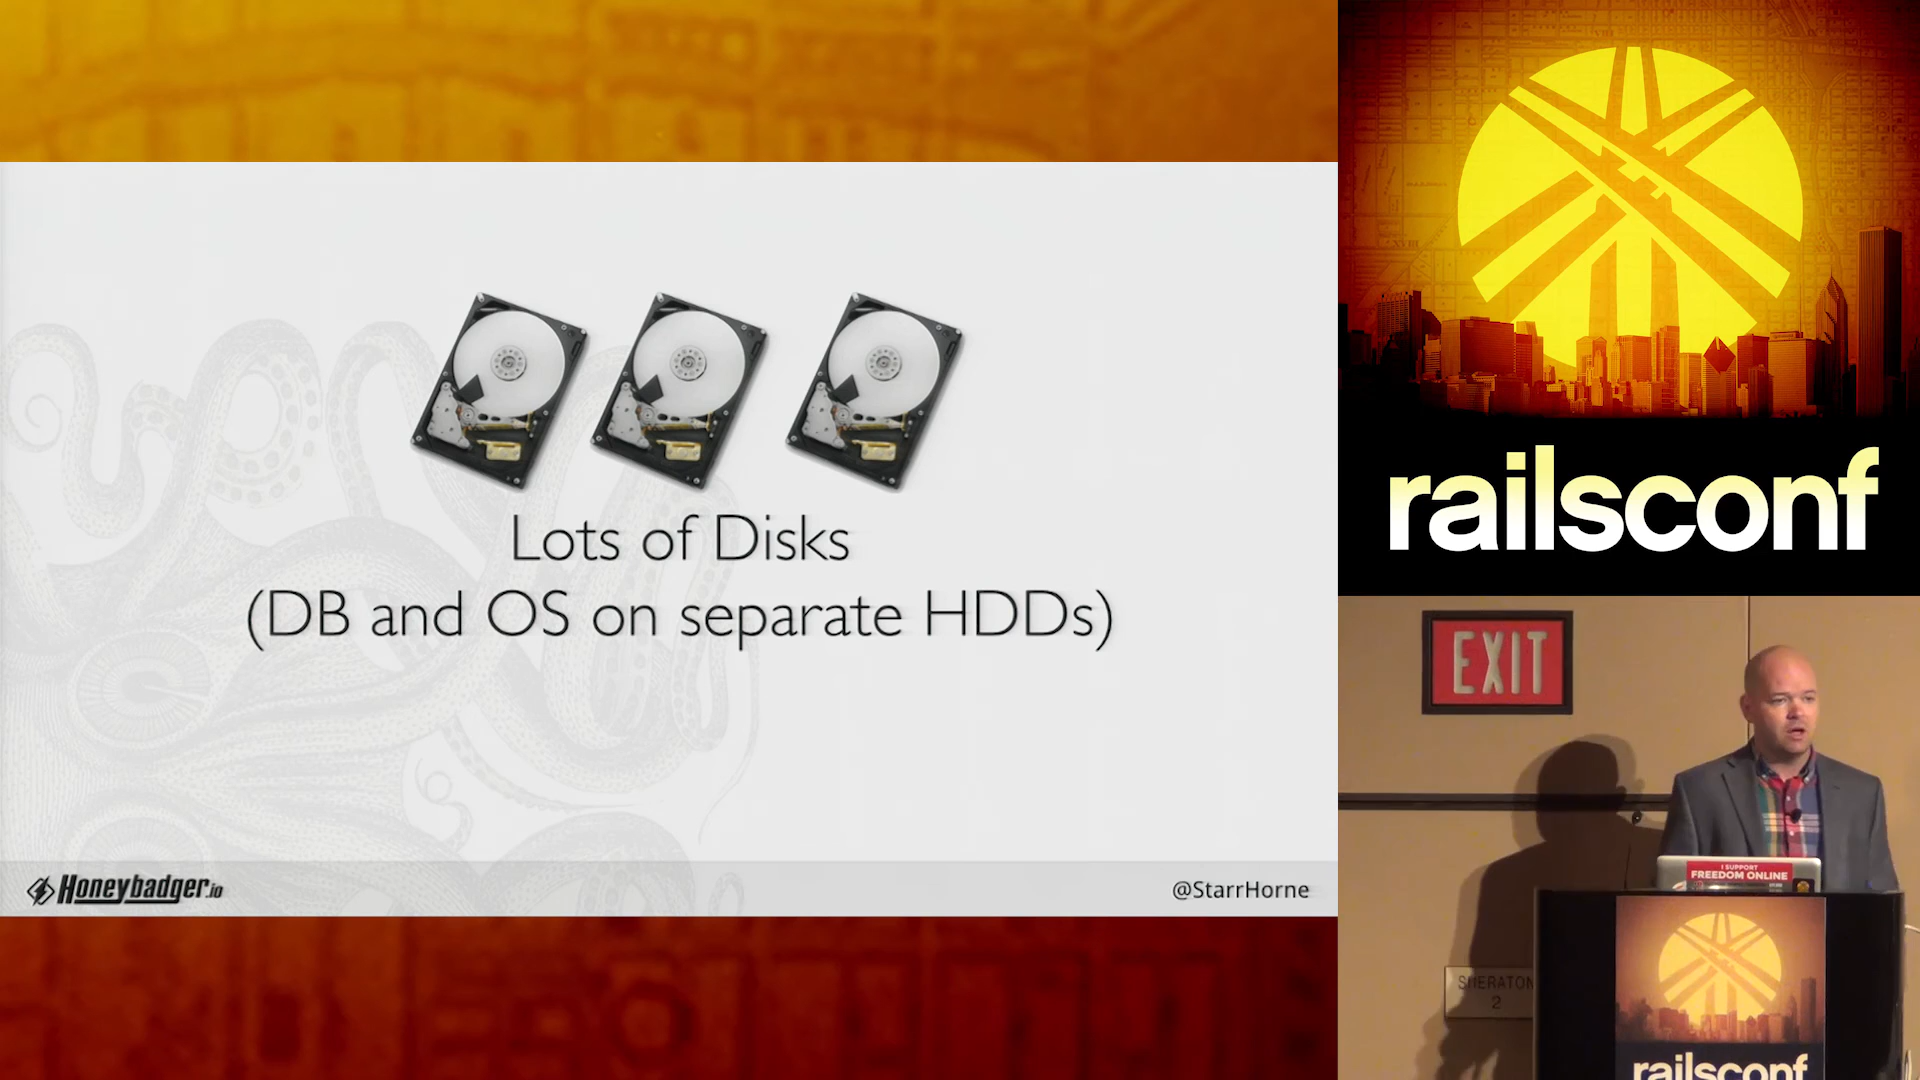 Lots of Disks
(DB and OS on separate HDDs)
Honeybadger.io
@StarrHorne
railsconf
EXIT
I SUPPORT
FREEDOM ONLINE
SHERATON
2
railsconf